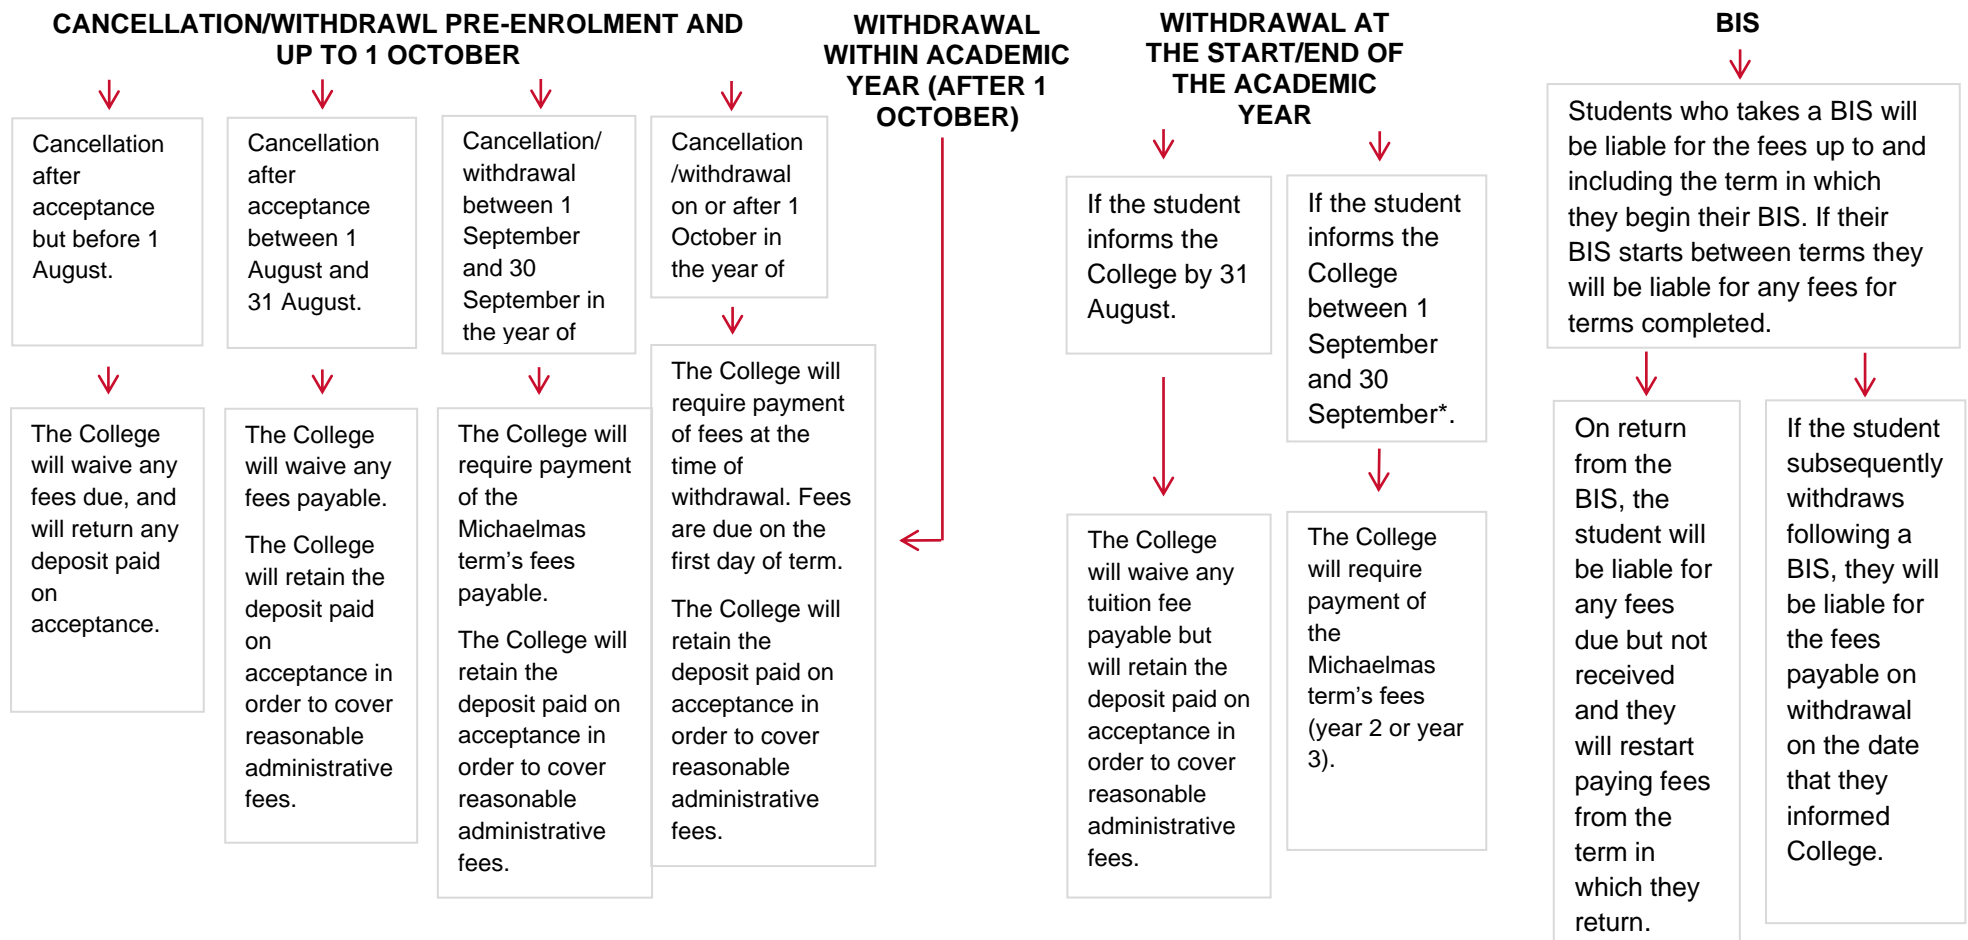 CANCELLATION/WITHDRAWL PRE-ENROLMENT AND
UP TO 1 OCTOBER
Cancellation
after
acceptance
but before 1
August.
The College
will waive any
fees due, and
will return any
deposit paid
on
acceptance.
Cancellation
after
acceptance
between 1
August and
31 August.
The College
will waive any
fees payable.
The College
will retain the
deposit paid
on
acceptance in
order to cover
reasonable
administrative
fees.
Cancellation/
withdrawal
between 1
September
and 30
September in
the year of
The College will
require payment
of the
Michaelmas
term’s fees
payable.
The College will
retain the
deposit paid on
acceptance in
order to cover
reasonable
administrative
fees.
Cancellation
/withdrawal
on or after 1
October in
the year of
The College will
require payment
of fees at the
time of
withdrawal. Fees
are due on the
first day of term.
The College will
retain the
deposit paid on
acceptance in
order to cover
reasonable
administrative
fees.
WITHDRAWAL
WITHIN ACADEMIC
YEAR (AFTER 1
OCTOBER)
WITHDRAWAL AT
THE START/END OF
THE ACADEMIC
YEAR
If the student
informs the
College by 31
August.
The College
will waive any
tuition fee
payable but
will retain the
deposit paid on
acceptance in
order to cover
reasonable
administrative
fees.
If the student
informs the
College
between 1
September
and 30
September*.
The College
will require
payment of
the
Michaelmas
term’s fees
(year 2 or year
3).
BIS
Students who takes a BIS will
be liable for the fees up to and
including the term in which
they begin their BIS. If their
BIS starts between terms they
will be liable for any fees for
terms completed.
On return
from the
BIS, the
student will
be liable for
any fees
due but not
received
and they
will restart
paying fees
from the
term in
which they
return.
If the student
subsequently
withdraws
following a
BIS, they will
be liable for
the fees
payable on
withdrawal
on the date
that they
informed
College.